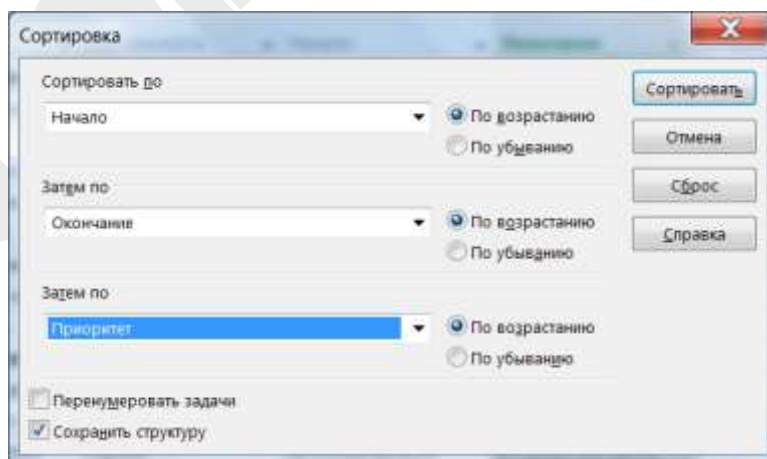 Сортировка
Сортировать по
Сортировать
Начало
По возрастанию
По убыванию
Отмена
Затем по
Сброс
Окончание
По возрастанию
По убыванию
Справка
Затем по
Приоритет
По возрастанию
По убыванию
Перенумеровать задачи
Сохранить структуру